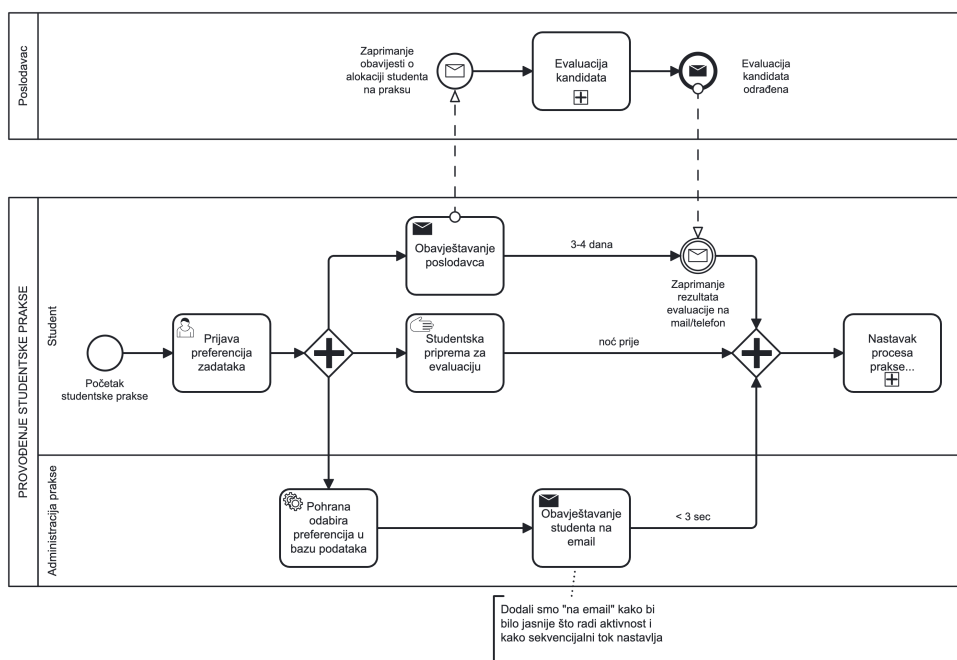 Poslodavac
Zaprimanje
obavijesti o
alokaciji studenta
na praksu
Evaluacija
kandidata
Evaluacija
kandidata
odrađena
PROVOĐENJE STUDENTSKE PRAKSE
Student
Početak
studentske prakse
Prijava
preferencija
zadataka
Obavještavanje
poslodavca
3-4 dana
Zaprimanje
rezultata
evaluacije na
mail/telefon
Studentska
priprema za
evaluaciju
noć prije
Nastavak
procesa
prakse...
Administracija prakse
Pohrana
odabira
preferencija u
bazu podataka
Obavještavanje
studenta na
email
< 3 sec
Dodali smo "na email" kako bi
bilo jasnije što radi aktivnost i
kako sekvencijalni tok nastavlja